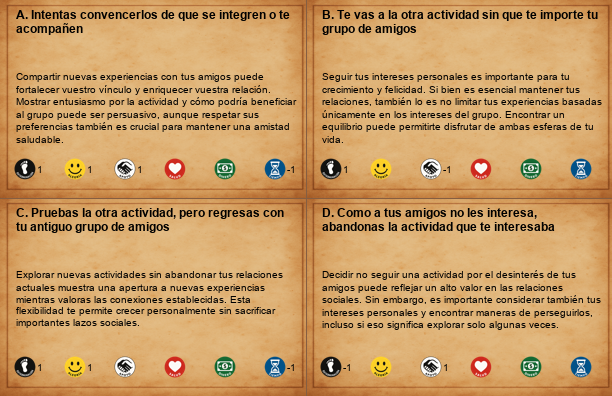 A. Intentas convencerlos de que se integren o te
acompañen
Compartir nuevas experiencias con tus amigos puede
fortalecer vuestro vínculo y enriquecer vuestra relación.
Mostrar entusiasmo por la actividad y cómo podría beneficiar
al grupo puede ser persuasivo, aunque respetar sus
preferencias también es crucial para mantener una amistad
saludable.
1 1 1 -1
B. Te vas a la otra actividad sin que te importe tu
grupo de amigos
Seguir tus intereses personales es importante para tu
crecimiento y felicidad. Si bien es esencial mantener tus
relaciones, también lo es no limitar tus experiencias basadas
únicamente en los intereses del grupo. Encontrar un
equilibrio puede permitirte disfrutar de ambas esferas de tu
vida.
1 -1
C. Pruebas la otra actividad, pero regresas con
tu antiguo grupo de amigos
Explorar nuevas actividades sin abandonar tus relaciones
actuales muestra una apertura a nuevas experiencias
mientras valoras las conexiones establecidas. Esta
flexibilidad te permite crecer personalmente sin sacrificar
importantes lazos sociales.
1 1 -1
D. Como a tus amigos no les interesa,
abandonas la actividad que te interesaba
Decidir no seguir una actividad por el desinterés de tus
amigos puede reflejar un alto valor en las relaciones
sociales. Sin embargo, es importante considerar también tus
intereses personales y encontrar maneras de perseguirlos,
incluso si eso significa explorar solo algunas veces.
-1 1